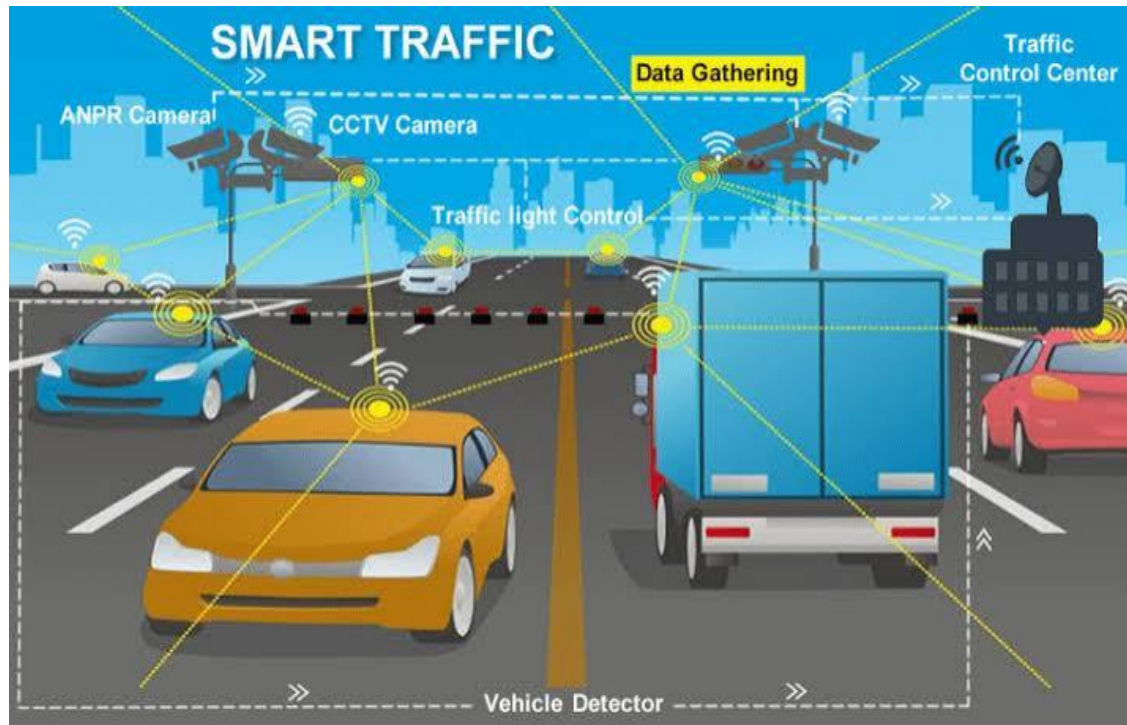 SMART TRAFFIC
Traffic
Control Center
Data Gathering
ANPR Camera
CCTV Camera
Traffic light Control
Vehicle Detector